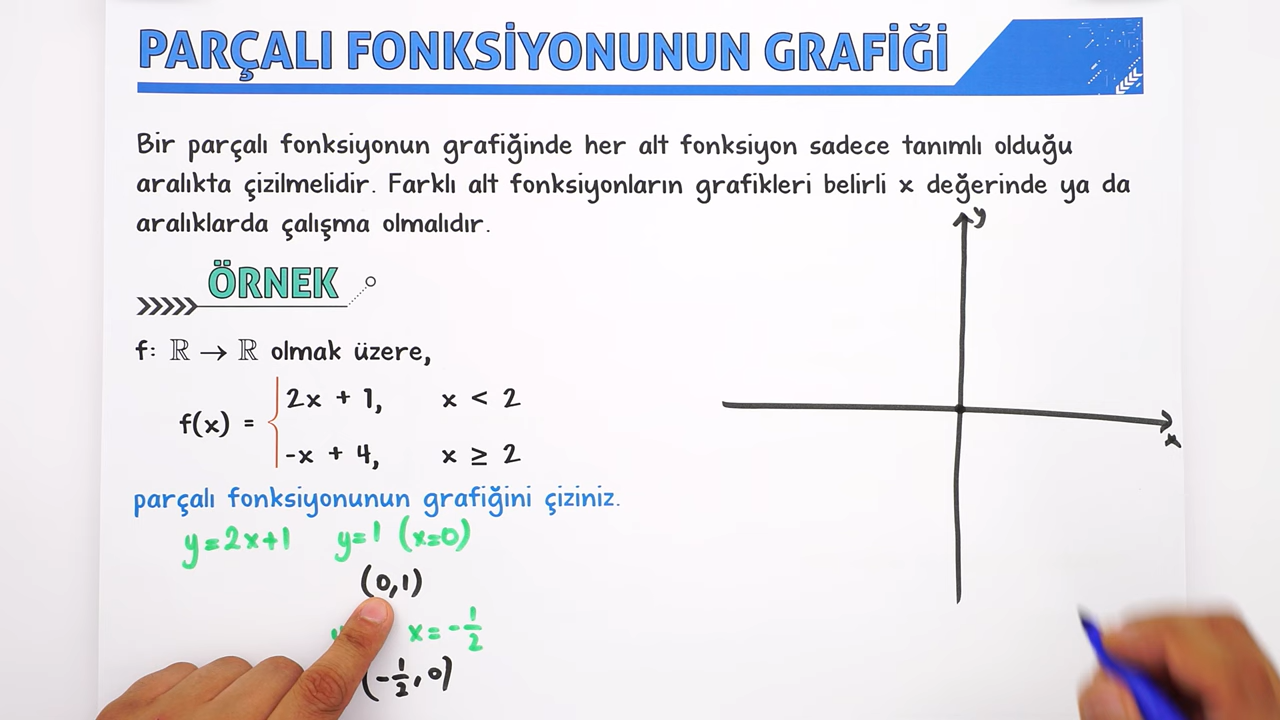 PARÇALI FONKSİYONUNUN GRAFİĞİ
Bir parçalı fonksiyonun grafiğinde her alt fonksiyon sadece tanımlı olduğu
aralıkta çizilmelidir. Farklı alt fonksiyonların grafikleri belirli x değerinde ya da
aralıklarda çalışma olmalıdır.
ÖRNEK
f: ℝ → ℝ olmak üzere,
f(x) =
2x + 1, x < 2
-x + 4, x ≥ 2
parçalı fonksiyonunun grafiğini çiziniz.
y=2x+1 y=1 (x=0)
(0,1)
x=-1/2
(-1/2,0)
y
x